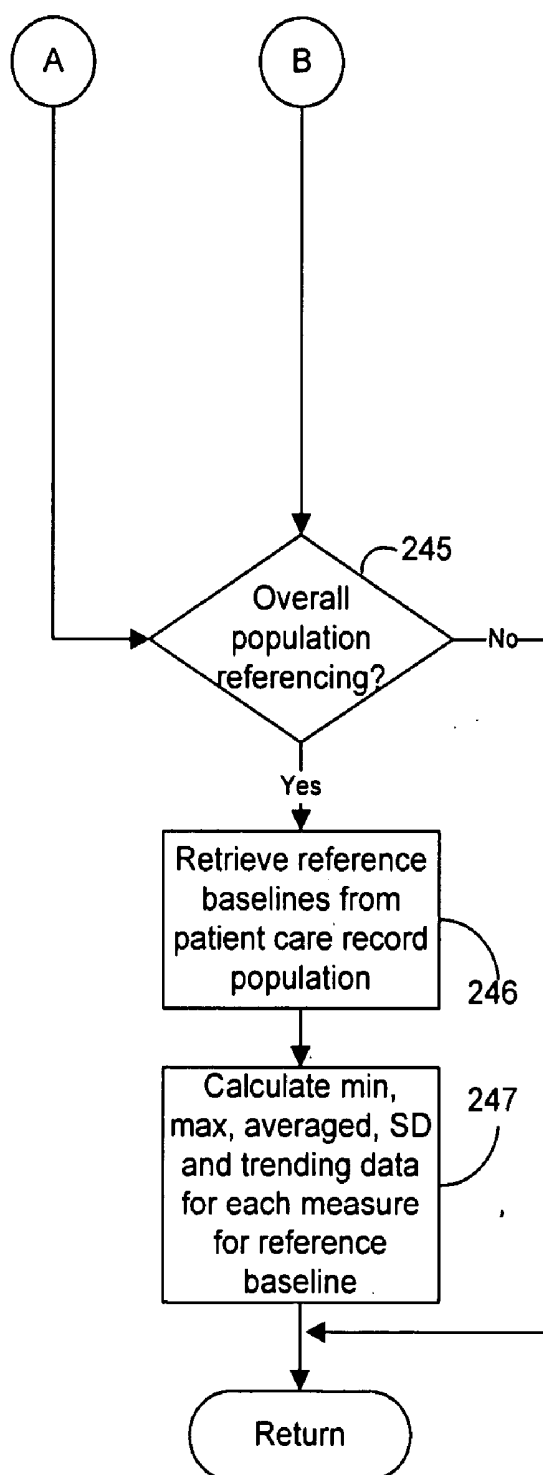 A
B
245
Overall
population
referencing?
No
Yes
Retrieve reference
baselines from
patient care record
population
246
Calculate min,
max, averaged, SD
and trending data
for each measure
for reference
baseline
247
Return